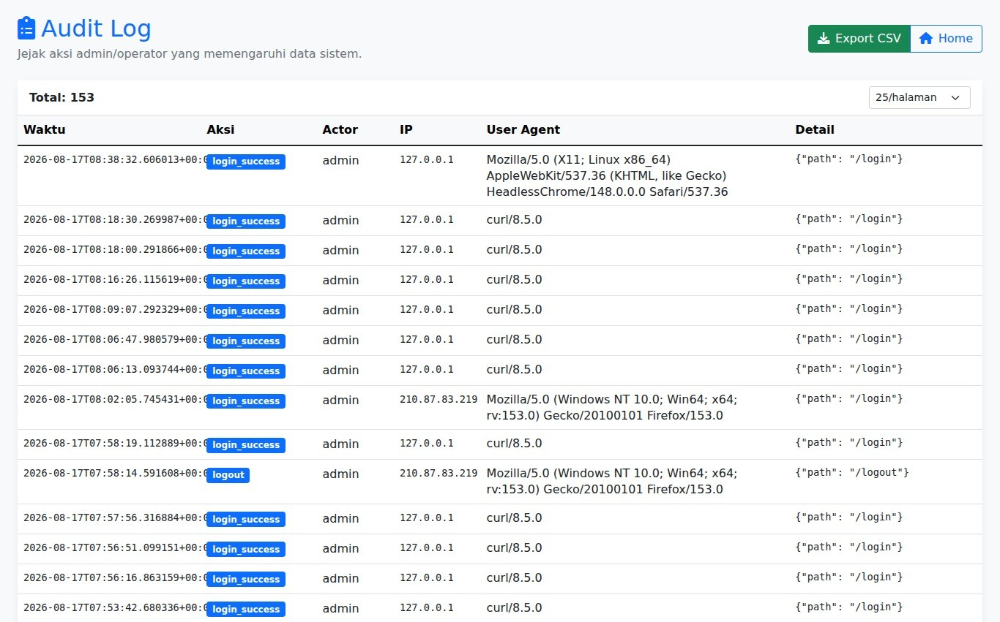 Audit Log
Jejak aksi admin/operator yang memengaruhi data sistem.
Export CSV Home
Total: 153 25/halaman
Waktu Aksi Actor IP User Agent Detail
2026-08-17T08:38:32.606013+00:0 login_success admin 127.0.0.1 Mozilla/5.0 (X11; Linux x86_64) {"path": "/login"}
AppleWebKit/537.36 (KHTML, like Gecko)
HeadlessChrome/148.0.0.0 Safari/537.36
2026-08-17T08:18:30.269987+00:0 login_success admin 127.0.0.1 curl/8.5.0 {"path": "/login"}
2026-08-17T08:18:00.291866+00:0 login_success admin 127.0.0.1 curl/8.5.0 {"path": "/login"}
2026-08-17T08:16:26.115619+00:0 login_success admin 127.0.0.1 curl/8.5.0 {"path": "/login"}
2026-08-17T08:09:07.292329+00:0 login_success admin 127.0.0.1 curl/8.5.0 {"path": "/login"}
2026-08-17T08:06:47.980579+00:0 login_success admin 127.0.0.1 curl/8.5.0 {"path": "/login"}
2026-08-17T08:06:13.093744+00:0 login_success admin 127.0.0.1 curl/8.5.0 {"path": "/login"}
2026-08-17T08:02:05.745431+00:0 login_success admin 210.87.83.219 Mozilla/5.0 (Windows NT 10.0; Win64; x64; {"path": "/login"}
rv:153.0) Gecko/20100101 Firefox/153.0
2026-08-17T07:58:19.112889+00:0 login_success admin 127.0.0.1 curl/8.5.0 {"path": "/login"}
2026-08-17T07:58:14.591608+00:0 logout admin 210.87.83.219 Mozilla/5.0 (Windows NT 10.0; Win64; x64; {"path": "/logout"}
rv:153.0) Gecko/20100101 Firefox/153.0
2026-08-17T07:57:56.316884+00:0 login_success admin 127.0.0.1 curl/8.5.0 {"path": "/login"}
2026-08-17T07:56:51.099151+00:0 login_success admin 127.0.0.1 curl/8.5.0 {"path": "/login"}
2026-08-17T07:56:16.863159+00:0 login_success admin 127.0.0.1 curl/8.5.0 {"path": "/login"}
2026-08-17T07:53:42.680336+00:0 login_success admin 127.0.0.1 curl/8.5.0 {"path": "/login"}